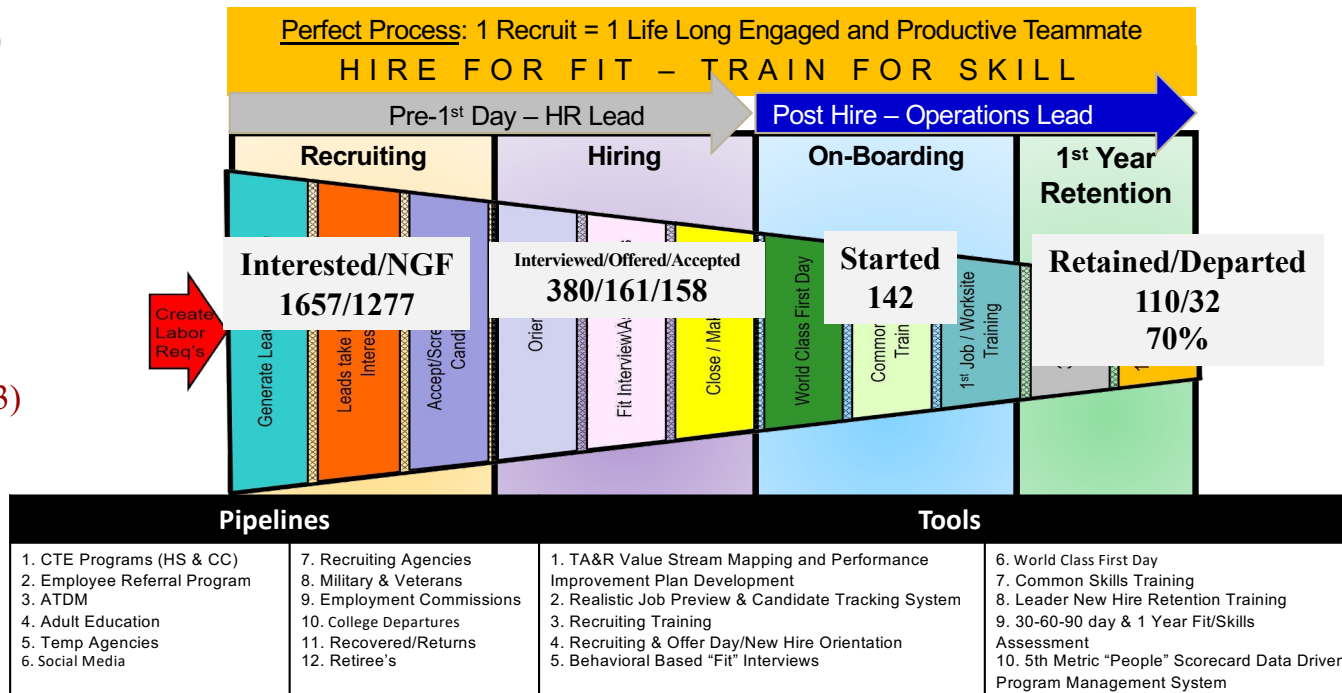 )
Perfect Process: 1 Recruit = 1 Life Long Engaged and Productive Teammate
HIRE FOR FIT – TRAIN FOR SKILL
Pre-1st Day – HR Lead
Post Hire – Operations Lead
Recruiting
Hiring
On-Boarding
1st Year
Retention
Create
Labor
Req's
Generate
Leads take
Interes
Accept/Scre
Candi
Interested/NGF
1657/1277
Orien
Fit Interview\As
Close / Mak
Interviewed/Offered/Accepted
380/161/158
World Class First Day
Common
Train
1st Job / Worksite
Training
Started
142
Retained/Departed
110/32
70%
3)
Pipelines
1. CTE Programs (HS & CC)
2. Employee Referral Program
3. ATDM
4. Adult Education
5. Temp Agencies
6. Social Media
7. Recruiting Agencies
8. Military & Veterans
9. Employment Commissions
10. College Departures
11. Recovered/Returns
12. Retiree's
Tools
1. TA&R Value Stream Mapping and Performance
Improvement Plan Development
2. Realistic Job Preview & Candidate Tracking System
3. Recruiting Training
4. Recruiting & Offer Day/New Hire Orientation
5. Behavioral Based “Fit” Interviews
6. World Class First Day
7. Common Skills Training
8. Leader New Hire Retention Training
9. 30-60-90 day & 1 Year Fit/Skills
Assessment
10. 5th Metric “People” Scorecard Data Driven
Program Management System